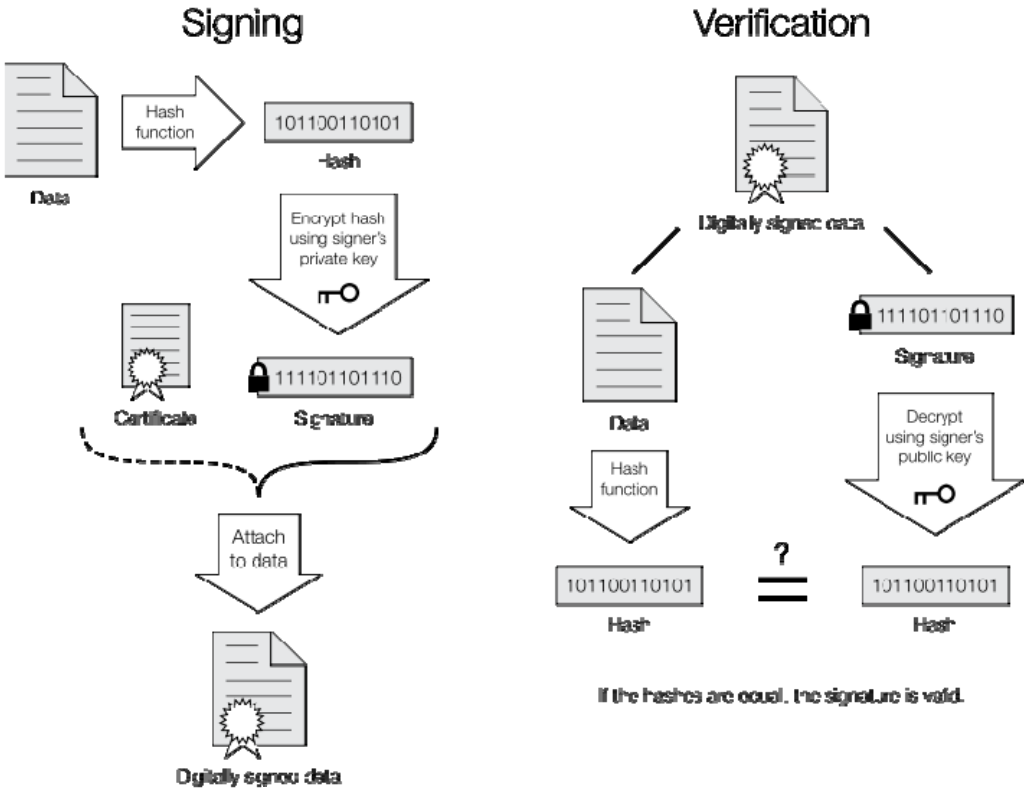 Signing
Hash
function
101100110101
Hash
Data
Encrypt hash
using signer's
private key
111101101110
Certificate
Signature
Attach
to data
Digitally signed data
Verification
Digitally signed data
111101101110
Signature
Data
Hash
function
Decrypt
using signer's
public key
101100110101
Hash
?
=
101100110101
Hash
If the hashes are equal, the signature is valid.